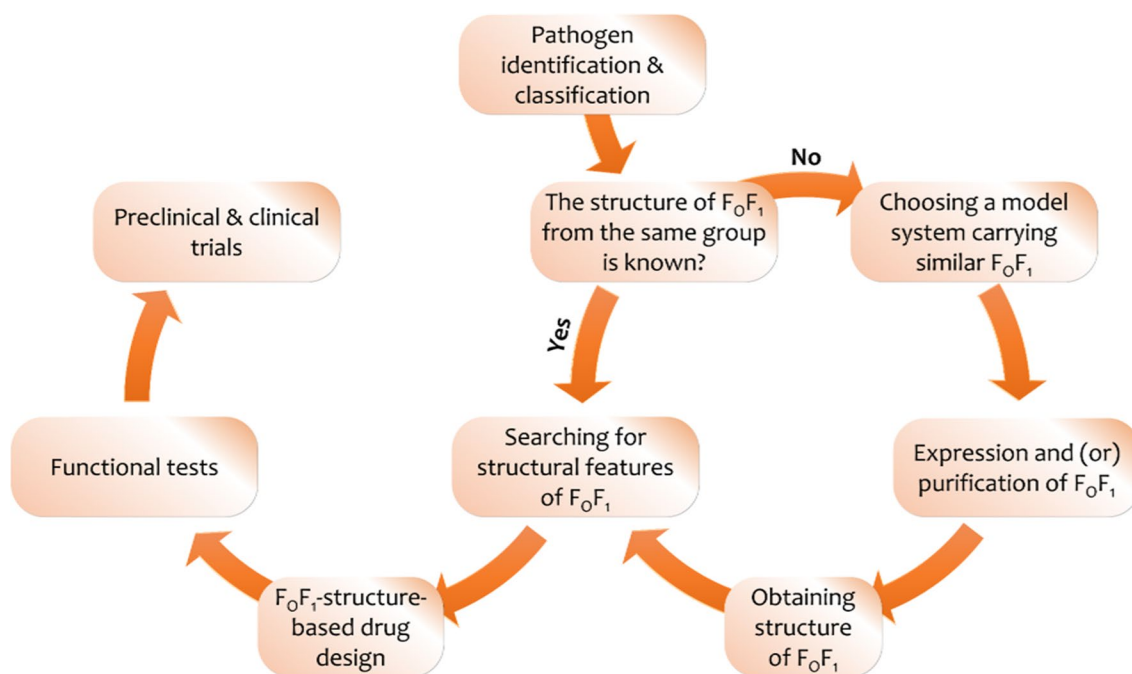 Pathogen
identification &
classification
No
The structure of FOF1
from the same group
is known?
Choosing a model
system carrying
similar FOF1
Preclinical & clinical
trials
Yes
Functional tests
Searching for
structural features
of FOF1
Expression and (or)
purification of FOF1
FOF1-structure-
based drug
design
Obtaining
structure
of FOF1